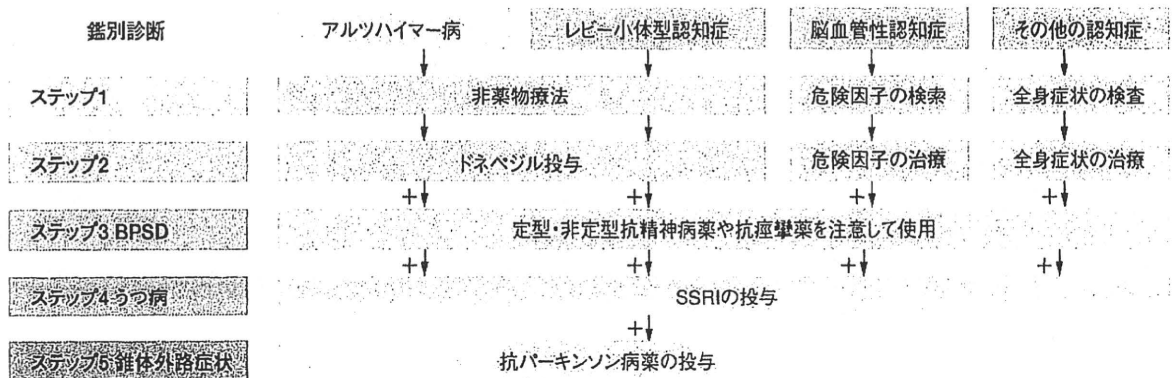 鑑別診断 アルツハイマー病 レビー小体型認知症 脳血管性認知症 その他の認知症
ステップ1 非薬物療法 危険因子の検索 全身症状の検査
ステップ2 ドネペジル投与 危険因子の治療 全身症状の治療
+ + + +
ステップ3 BPSD 定型・非定型抗精神病薬や抗痙攣薬を注意して使用
+ + + +
ステップ4 うつ病 SSRIの投与
+
ステップ5 錐体外路症状 抗パーキンソン病薬の投与